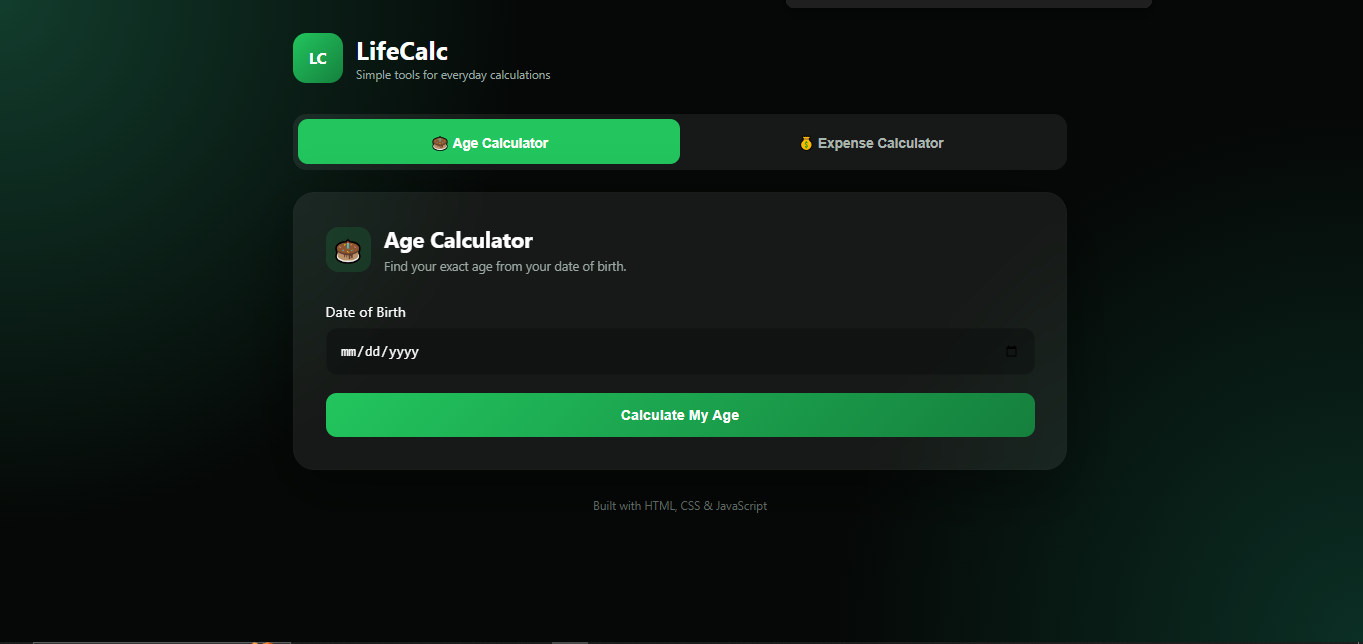 LC
LifeCalc
Simple tools for everyday calculations
Age Calculator
Expense Calculator
Age Calculator
Find your exact age from your date of birth.
Date of Birth
mm/dd/yyyy
Calculate My Age
Built with HTML, CSS & JavaScript